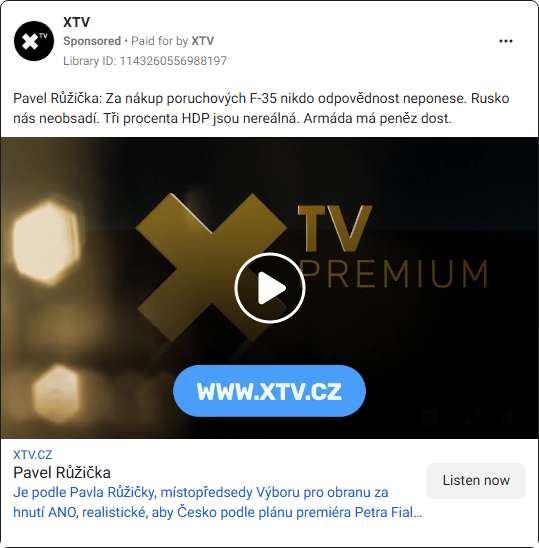 XTV
Sponsored • Paid for by XTV
Library ID: 1143260556988197
XTV
Pavel Růžička: Za nákup poruchových F-35 nikdo odpovědnost neponese. Rusko
nás neobsadí. Tři procenta HDP jsou nereálná. Armáda má peněz dost.
XTV
PREMIUM
WWW.XTV.CZ
XTV.CZ
Pavel Růžička
Je podle Pavla Růžičky, místopředsedy Výboru pro obranu za
hnutí ANO, realistické, aby Česko podle plánu premiéra Petra Fial...
Listen now